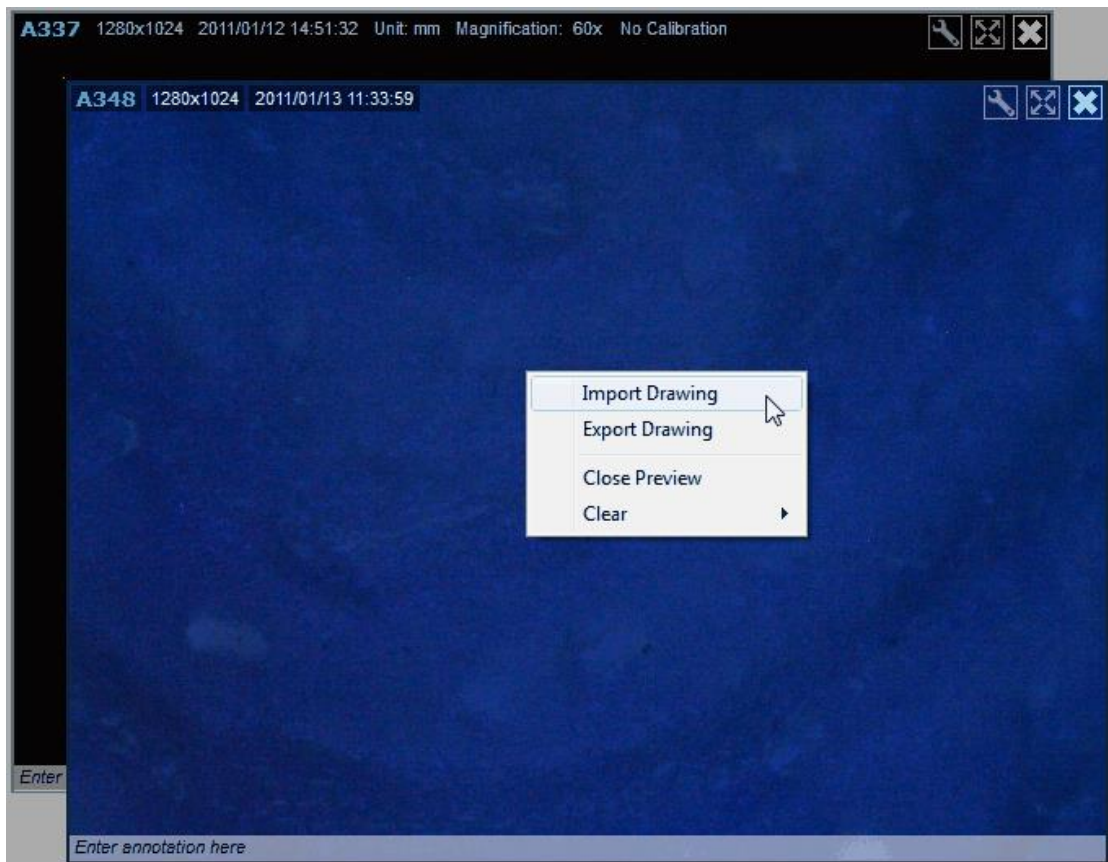 A337 1280x1024 2011/01/12 14:51:32 Unit: mm Magnification: 60x No Calibration
A348 1280x1024 2011/01/13 11:33:59
Import Drawing
Export Drawing
Close Preview
Clear
Enter
Enter annotation here